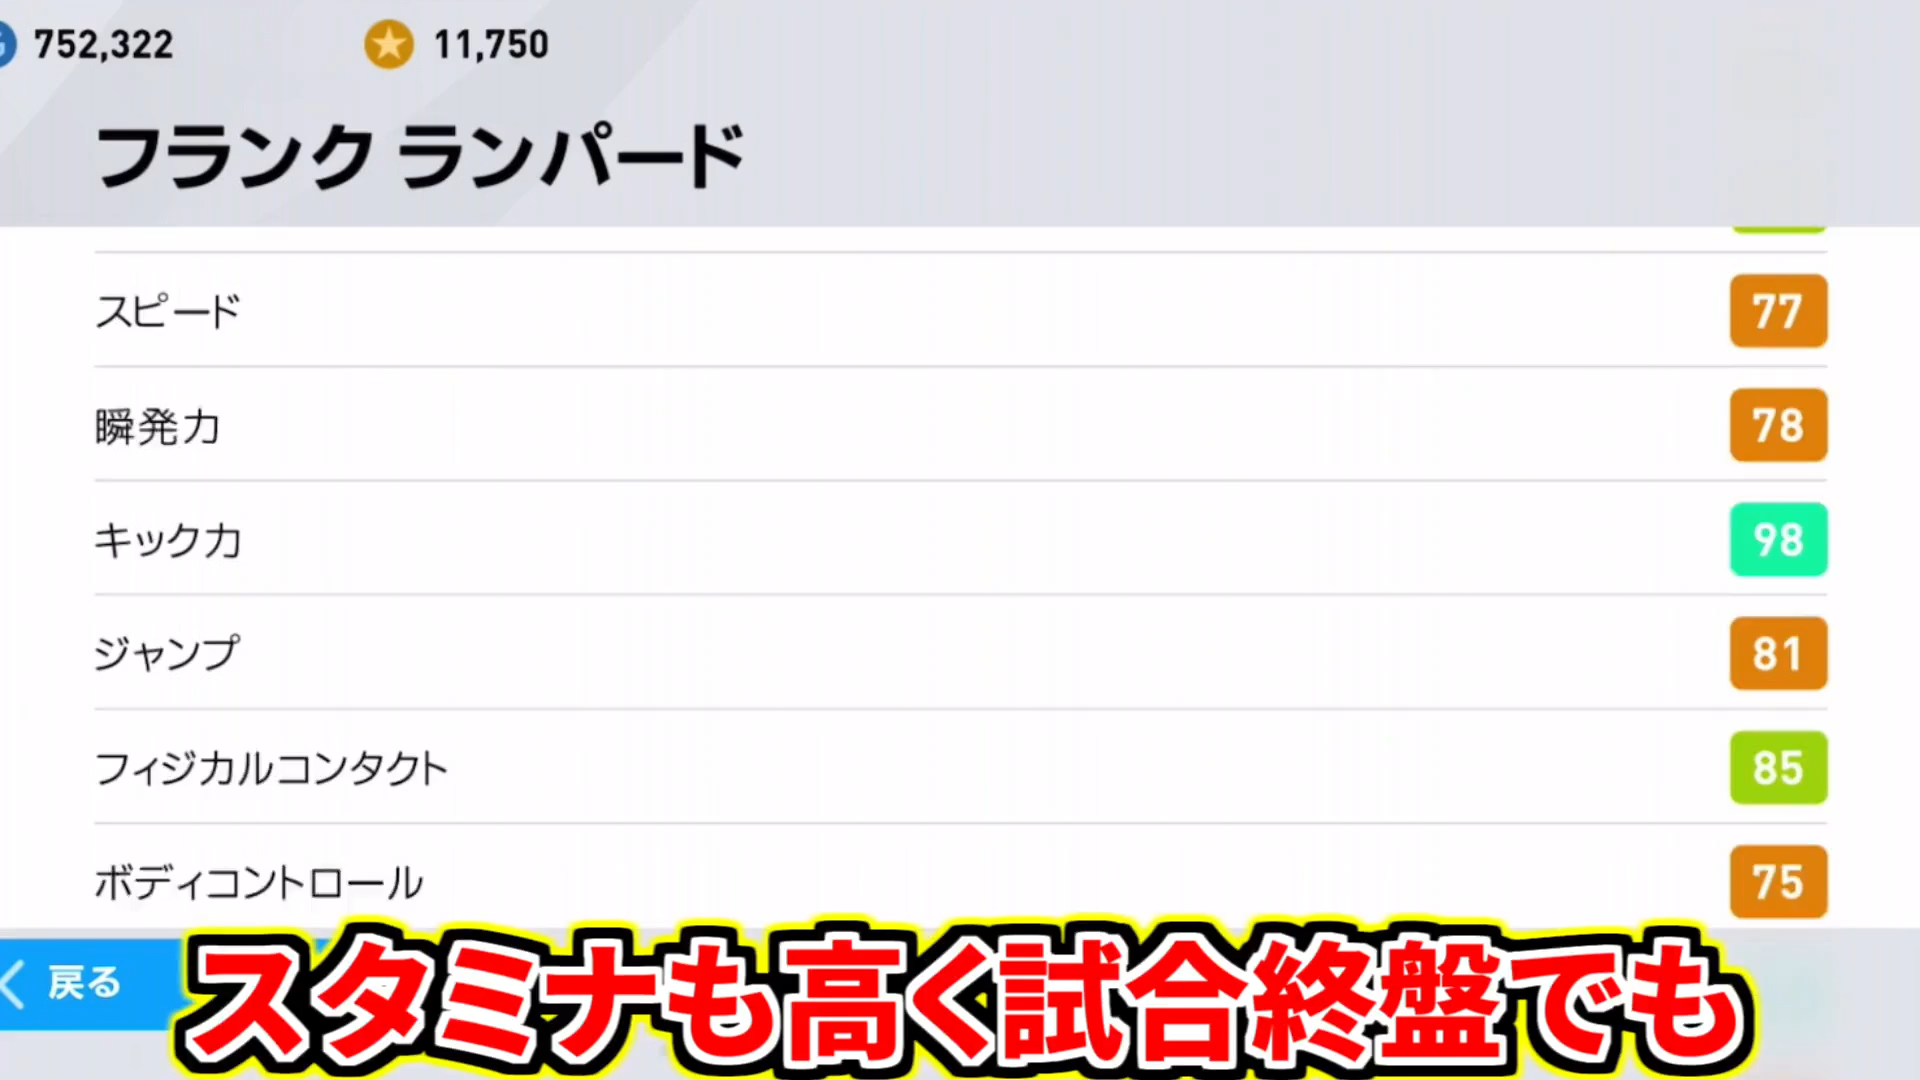 752,322 11,750
フランク ランパード
スピード 77
瞬発力 78
キック力 98
ジャンプ 81
フィジカルコンタクト 85
ボディコントロール 75
戻る
スタミナも高く試合終盤でも